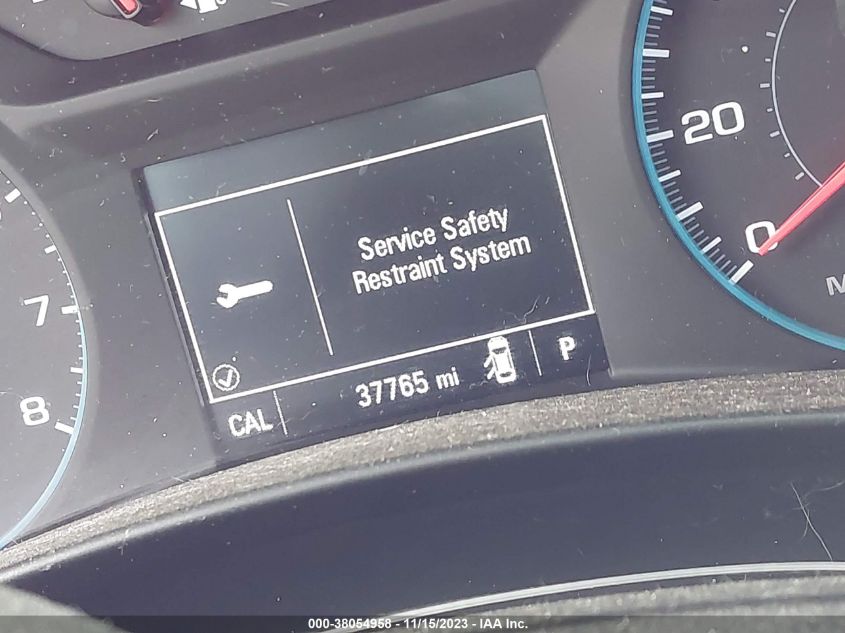 20
0
7
8
Service Safety
Restraint System
CAL
37765 mi
P
000-38054958 - 11/15/2023 - IAA Inc.